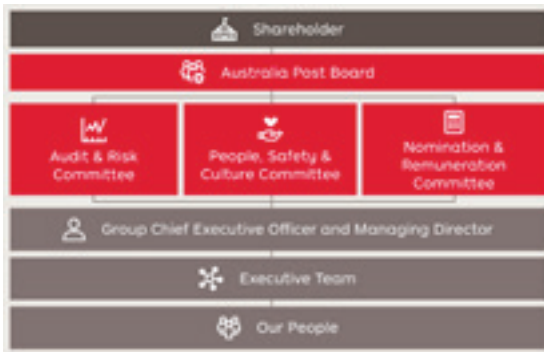 Shareholder
Australia Post Board
Audit & Risk
Committee
People, Safety &
Culture Committee
Nomination &
Remuneration
Committee
Group Chief Executive Officer and Managing Director
Executive Team
Our People